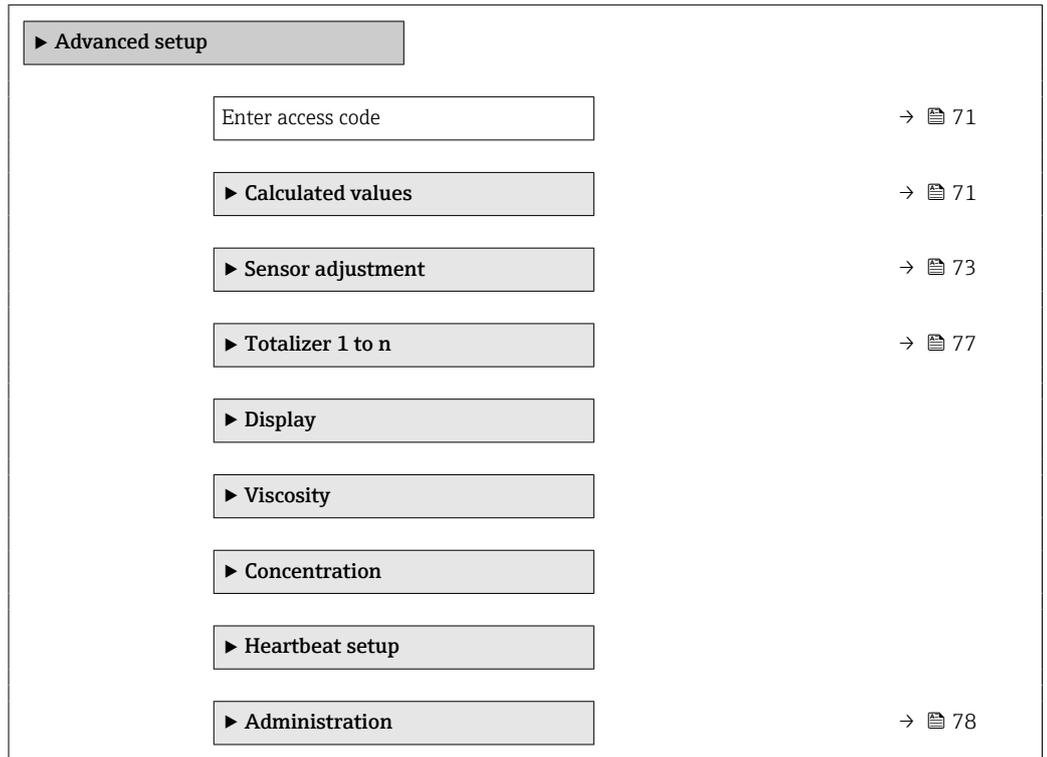 ► Advanced setup
Enter access code → 71
► Calculated values → 71
► Sensor adjustment → 73
► Totalizer 1 to n → 77
► Display
► Viscosity
► Concentration
► Heartbeat setup
► Administration → 78